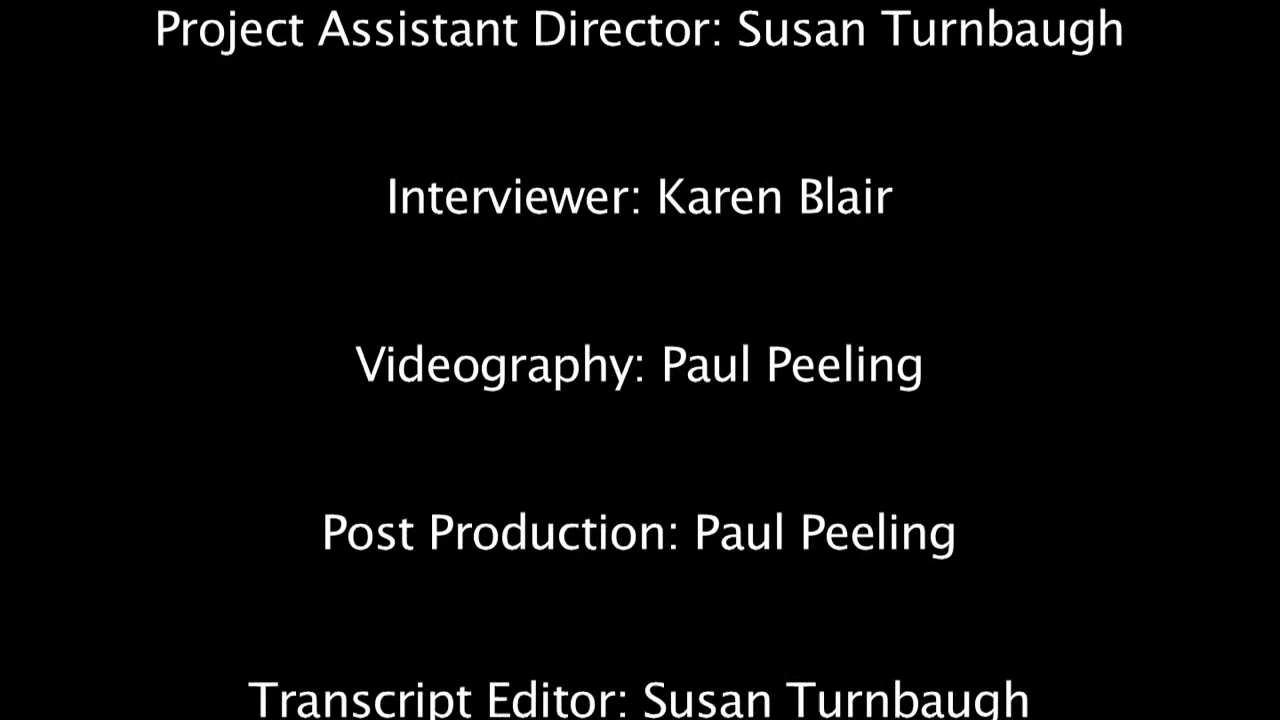 Project Assistant Director: Susan Turnbaugh
Interviewer: Karen Blair
Videography: Paul Peeling
Post Production: Paul Peeling
Transcript Editor: Susan Turnbaugh